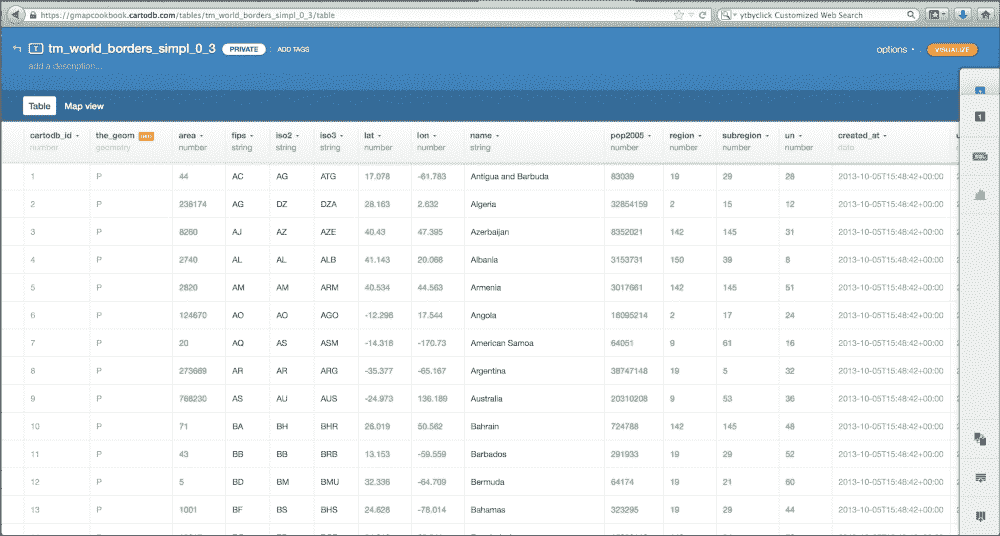 https://gmapcookbook.cartodb.com/tables/tm_world_borders_simpl_0_3/table ytbyclick Customized Web Search
T tm_world_borders_simpl_0_3 PRIVATE ADD TAGS options VISUALIZE
add a description...
Table Map view
cartodb_id the_geom GEO area fips iso2 iso3 lat lon name pop2005 region subregion un created_at u
number geometry number string string string number number string number number number number date
1 P 44 AC AG ATG 17.078 -61.783 Antigua and Barbuda 83039 19 29 28 2013-10-05T15:48:42+00:00
2 P 238174 AG DZ DZA 28.163 2.632 Algeria 32854159 2 15 12 2013-10-05T15:48:42+00:00
3 P 8260 AJ AZ AZE 40.43 47.395 Azerbaijan 8352021 142 145 31 2013-10-05T15:48:42+00:00
4 P 2740 AL AL ALB 41.143 20.068 Albania 3153731 150 39 8 2013-10-05T15:48:42+00:00
5 P 2820 AM AM ARM 40.534 44.563 Armenia 3017661 142 145 51 2013-10-05T15:48:42+00:00
6 P 124670 AO AO AGO -12.296 17.544 Angola 16095214 2 17 24 2013-10-05T15:48:42+00:00
7 P 20 AQ AS ASM -14.318 -170.73 American Samoa 64051 9 61 16 2013-10-05T15:48:42+00:00
8 P 273669 AR AR ARG -35.377 -65.167 Argentina 38747148 19 5 32 2013-10-05T15:48:42+00:00
9 P 768230 AS AU AUS -24.973 136.189 Australia 20310208 9 53 36 2013-10-05T15:48:42+00:00
10 P 71 BA BH BHR 26.019 50.562 Bahrain 724788 142 145 48 2013-10-05T15:48:42+00:00
11 P 43 BB BB BRB 13.153 -59.559 Barbados 291933 19 29 52 2013-10-05T15:48:42+00:00
12 P 5 BD BM BMU 32.336 -64.709 Bermuda 64174 19 21 60 2013-10-05T15:48:42+00:00
13 P 1001 BF BS BHS 24.628 -78.014 Bahamas 323295 19 29 44 2013-10-05T15:48:42+00:00